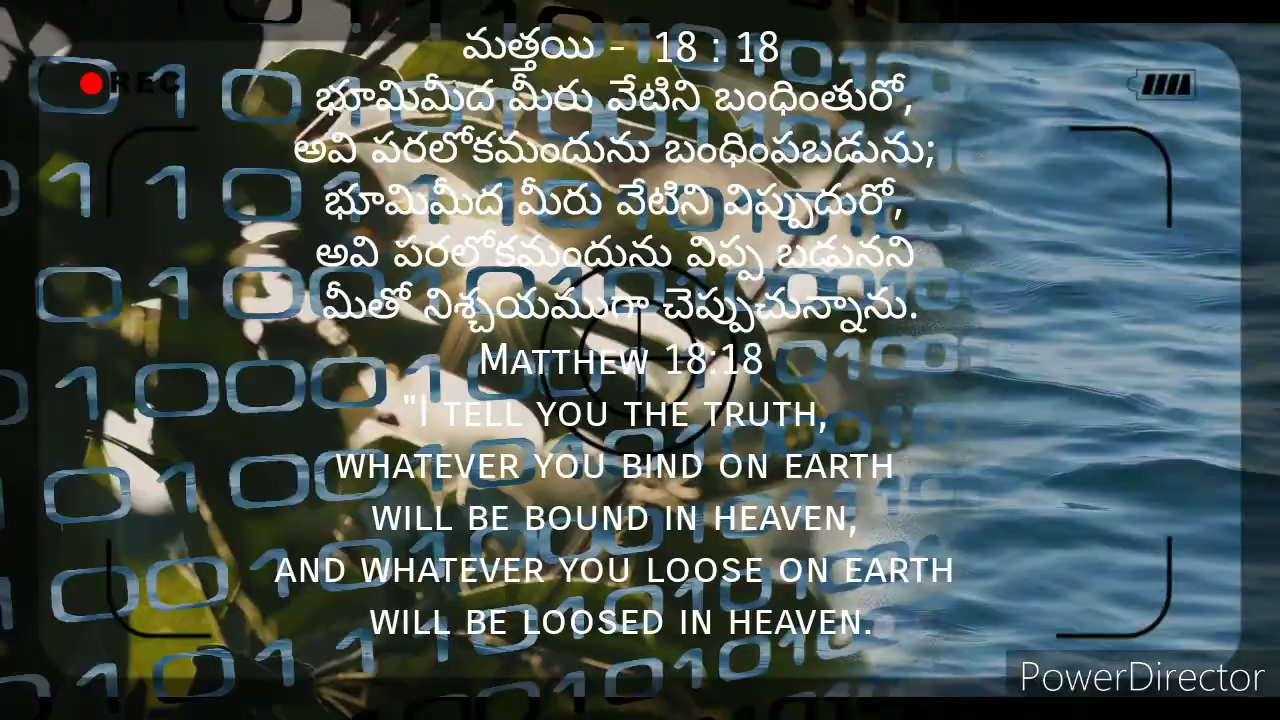 మత్తయి - 18 : 18
REC
భూమిమీద మీరు వేటిని బంధింతురో,
అవి పరలోకమందును బంధింపబడును;
భూమిమీద మీరు వేటిని విప్పుదురో,
అవి పరలోకమందును విప్ప బడునని
మీతో నిశ్చయముగా చెప్పుచున్నాను.
MATTHEW 18:18
"I TELL YOU THE TRUTH,
WHATEVER YOU BIND ON EARTH
WILL BE BOUND IN HEAVEN,
AND WHATEVER YOU LOOSE ON EARTH
WILL BE LOOSED IN HEAVEN.
PowerDirector